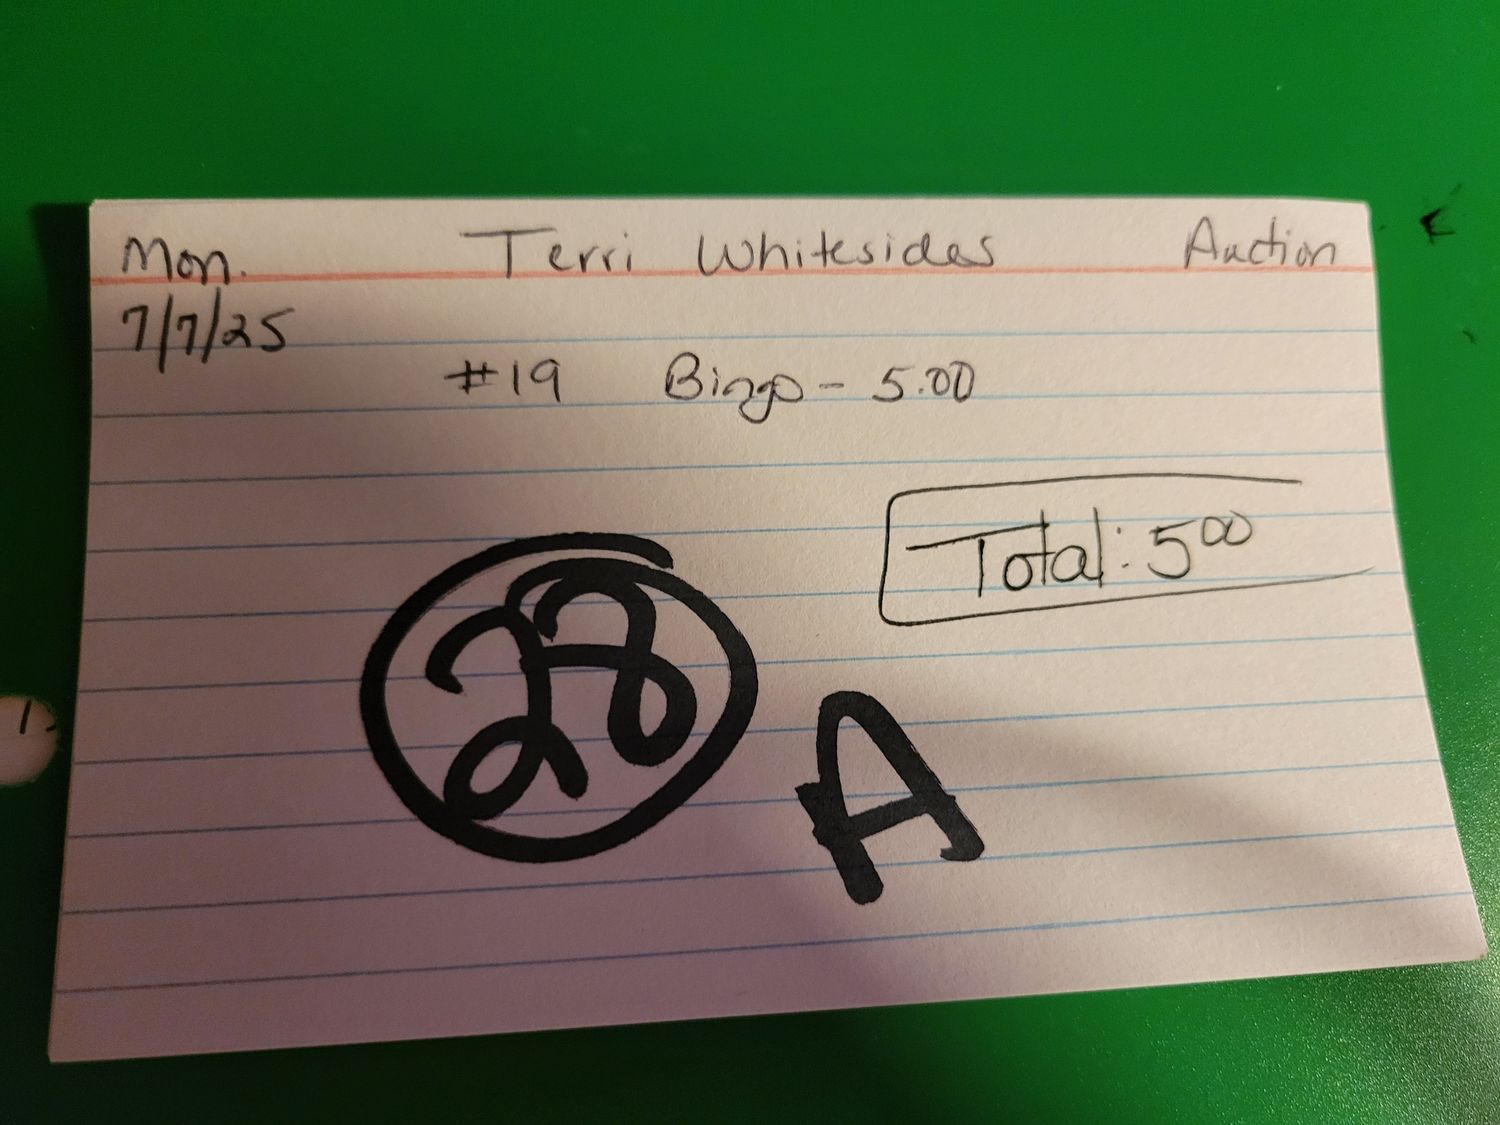 Mon. Terri Whitesides Auction
7/7/25
#19 Bingo - 5.00
Total: 500
28
A